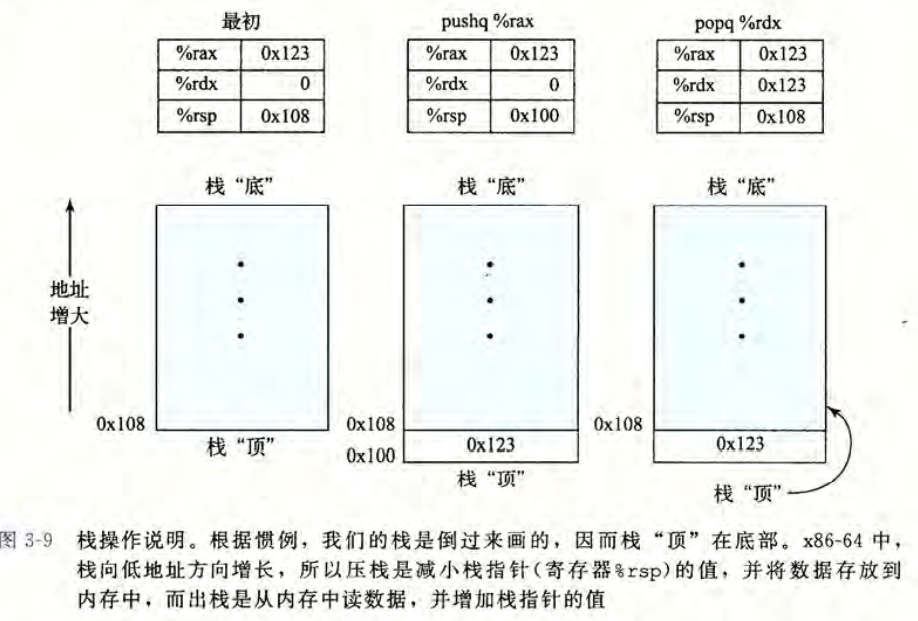 最初 pushq %rax popq %rdx
%rax 0x123 %rax 0x123 %rax 0x123
%rdx 0 %rdx 0 %rdx 0x123
%rsp 0x108 %rsp 0x100 %rsp 0x108
栈“底” 栈“底” 栈“底”
地址
增大
0x108 0x108 0x108
栈“顶” 0x123 0x123
0x100
栈“顶” 栈“顶”
图 3-9 栈操作说明。根据惯例，我们的栈是倒过来画的，因而栈“顶”在底部。x86-64 中，
栈向低地址方向增长，所以压栈是减小栈指针(寄存器%rsp)的值，并将数据存放到
内存中，而出栈是从内存中读数据，并增加栈指针的值